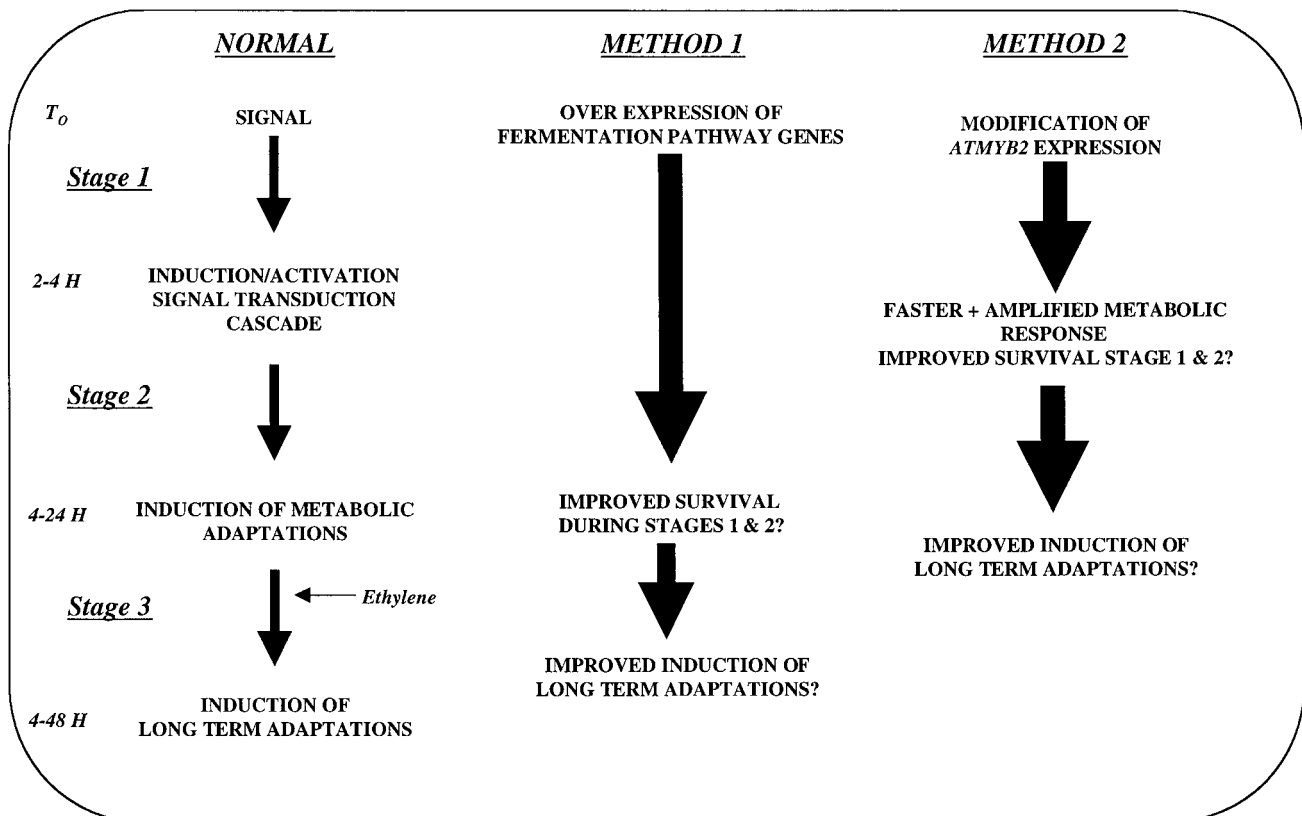 NORMAL
METHOD 1
METHOD 2
TO
SIGNAL
OVER EXPRESSION OF
FERMENTATION PATHWAY GENES
MODIFICATION OF
ATMYB2 EXPRESSION
Stage 1
2-4 H
INDUCTION/ACTIVATION
SIGNAL TRANSDUCTION
CASCADE
FASTER + AMPLIFIED METABOLIC
RESPONSE
IMPROVED SURVIVAL STAGE 1 & 2?
Stage 2
4-24 H
INDUCTION OF METABOLIC
ADAPTATIONS
IMPROVED SURVIVAL
DURING STAGES 1 & 2?
IMPROVED INDUCTION OF
LONG TERM ADAPTATIONS?
Stage 3
Ethylene
IMPROVED INDUCTION OF
LONG TERM ADAPTATIONS?
4-48 H
INDUCTION OF
LONG TERM ADAPTATIONS